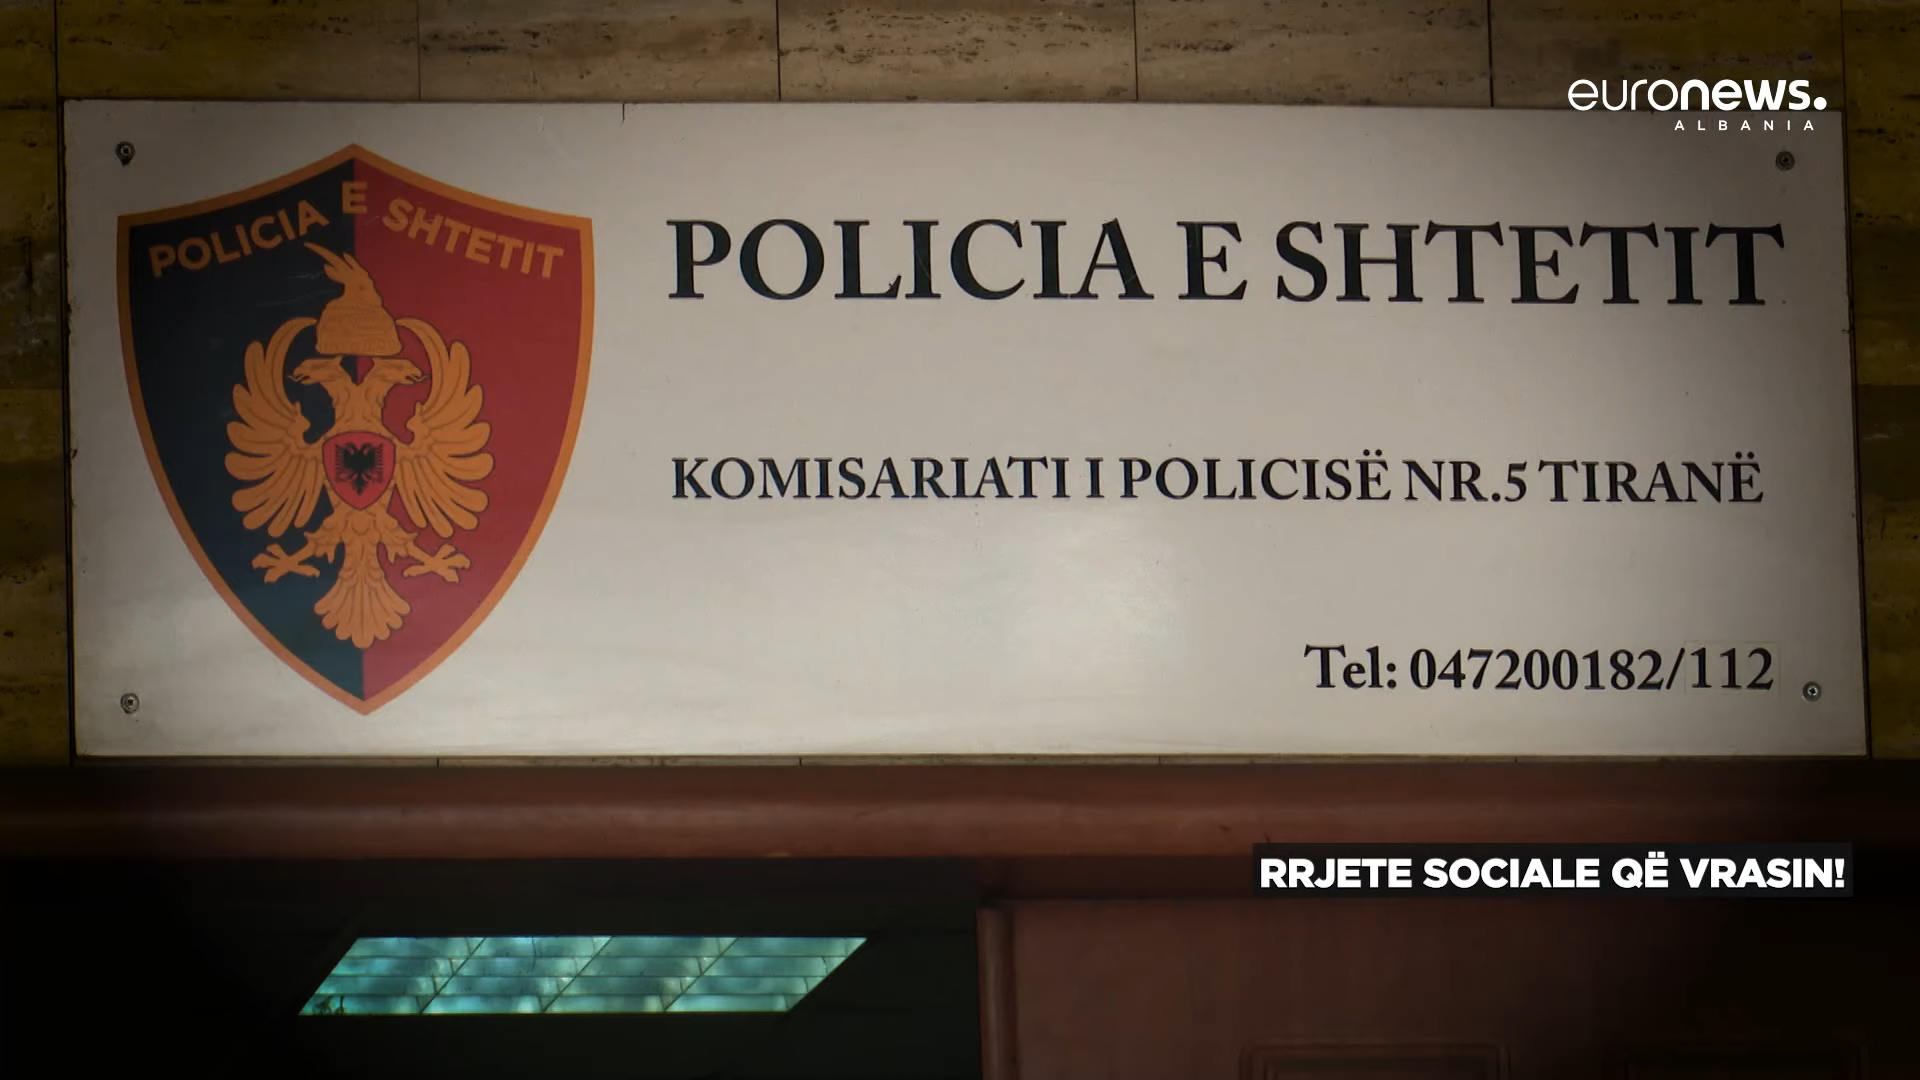 euronews.
ALBANIA
POLICIA E SHTETIT
POLICIA E SHTETIT
KOMISARIATI I POLICISË NR.5 TIRANË
Tel: 047200182/112
RRJETE SOCIALE QË VRASIN!